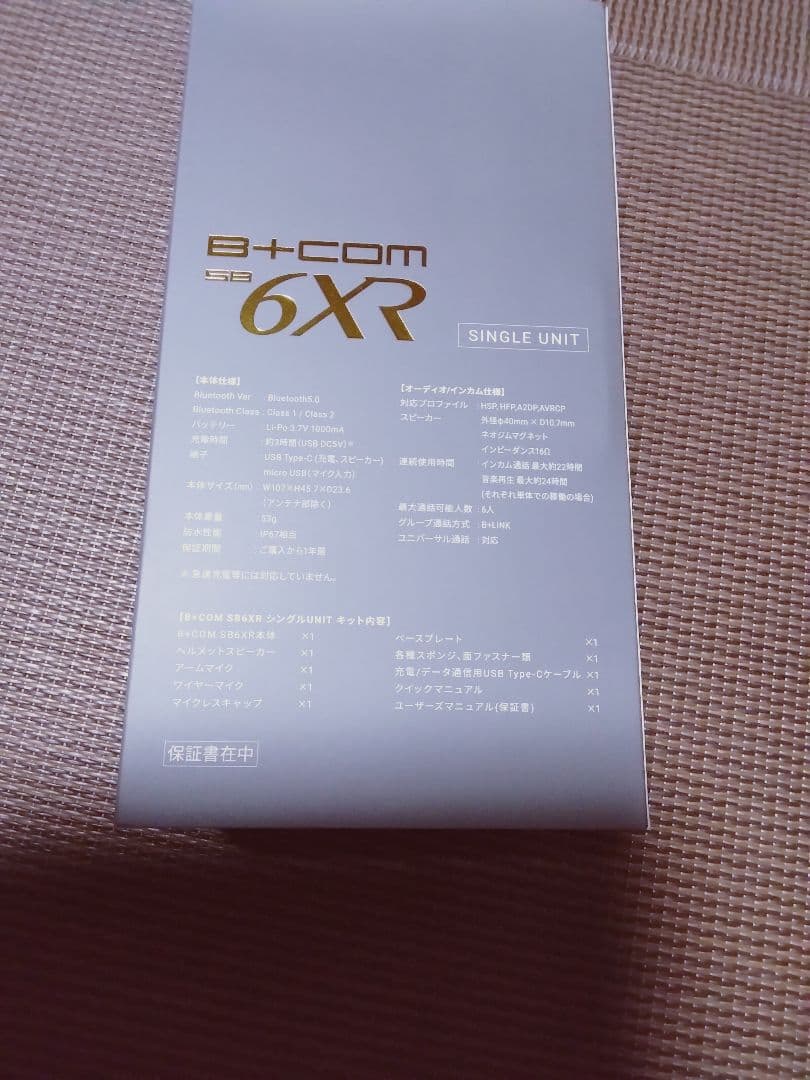 B+COM
SB
6XR
SINGLE UNIT
【本体仕様】
Bluetooth Ver : Bluetooth5.0
Bluetooth Class : Class 1 / Class 2
バッテリー : Li-Po 3.7V 1000mA
充電時間 : 約3時間(USB DC5V)※
端子 : USB Type-C (充電、スピーカー)
micro USB(マイク入力)
本体サイズ(mm) : W107×H45.7×D23.6
(アンテナ部除く)
本体重量 : 53g
防水性能 : IP67相当
保証期間 : ご購入から1年間
※ 急速充電等には対応していません。
【オーディオ/インカム仕様】
対応プロファイル : HSP, HFP,A2DP,AVRCP
スピーカー : 外径φ40mm × D10.7mm
ネオジムマグネット
インピーダンス16Ω
連続使用時間 : インカム通話 最大約22時間
音楽再生 最大約24時間
(それぞれ単体での稼働の場合)
最大通話可能人数 : 6人
グループ通話方式 : B+LINK
ユニバーサル通話 : 対応
【B+COM SB6XR シングルUNIT キット内容】
B+COM SB6XR本体 ×1
ヘルメットスピーカー ×1
アームマイク ×1
ワイヤーマイク ×1
マイクレスキャップ ×1
ベースプレート ×1
各種スポンジ、面ファスナー類 ×1
充電/データ通信用USB Type-Cケーブル ×1
クイックマニュアル ×1
ユーザーズマニュアル(保証書) ×1
保証書在中